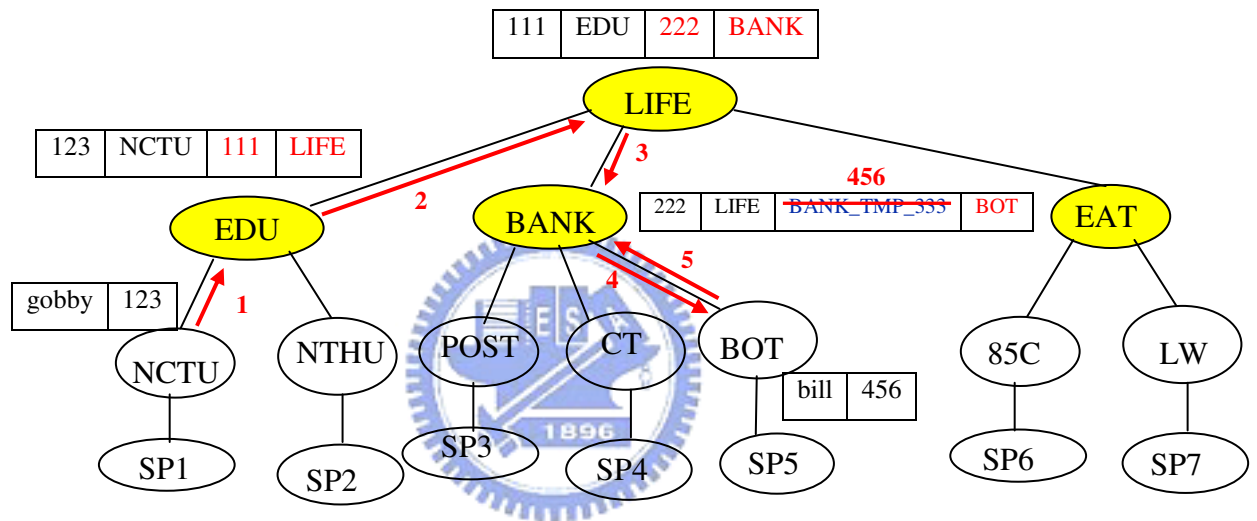 111 EDU 222 BANK
LIFE
123 NCTU 111 LIFE
3
2
456
222 LIFE BANK_TMP_333 BOT
EDU
BANK
EAT
5
4
gobby 123
1
NCTU
NTHU
POST
CT
BOT
85C
LW
bill 456
ES
1896
SP1
SP2
SP3
SP4
SP5
SP6
SP7